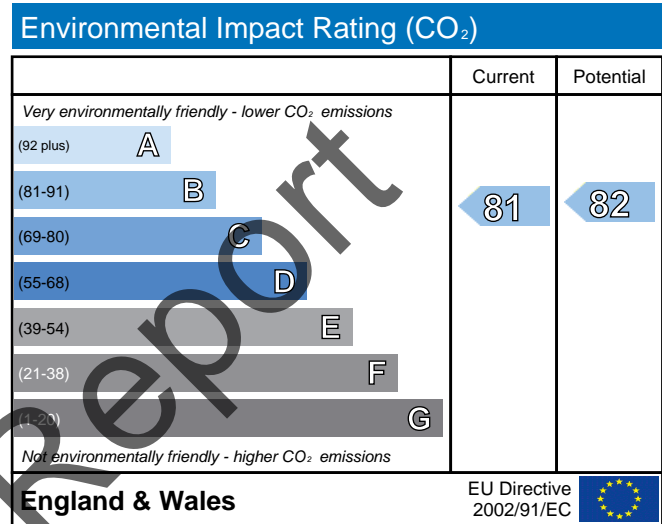 Environmental Impact Rating (CO₂)
Current Potential
Very environmentally friendly - lower CO₂ emissions
(92 plus) A
(81-91) B
(69-80) C
(55-68) D
(39-54) E
(21-38) F
(1-20) G
81 82
Not environmentally friendly - higher CO₂ emissions
England & Wales
EU Directive
2002/91/EC
Report